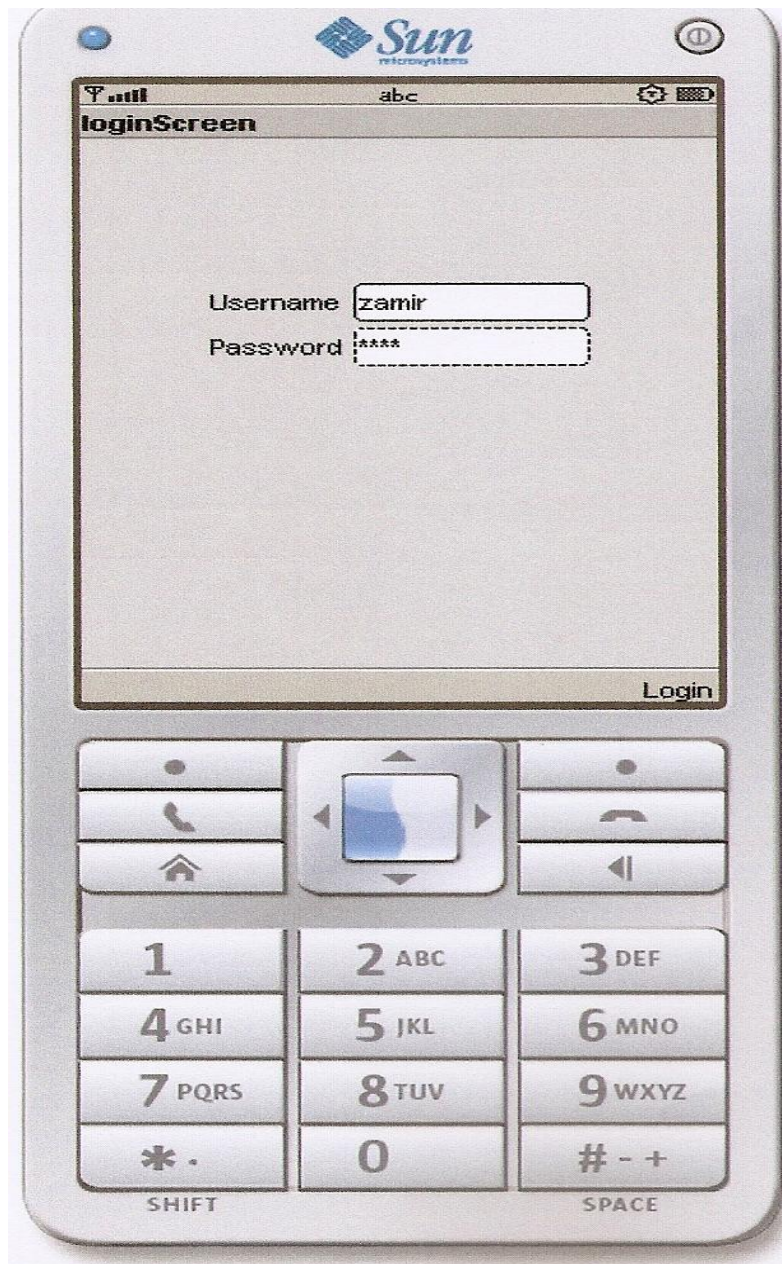 Sun
microsystems
abc
loginScreen
Username zamir
Password ****
Login
1 2 ABC 3 DEF
4 GHI 5 JKL 6 MNO
7 PQRS 8 TUV 9 WXYZ
* . 0 # - +
SHIFT SPACE